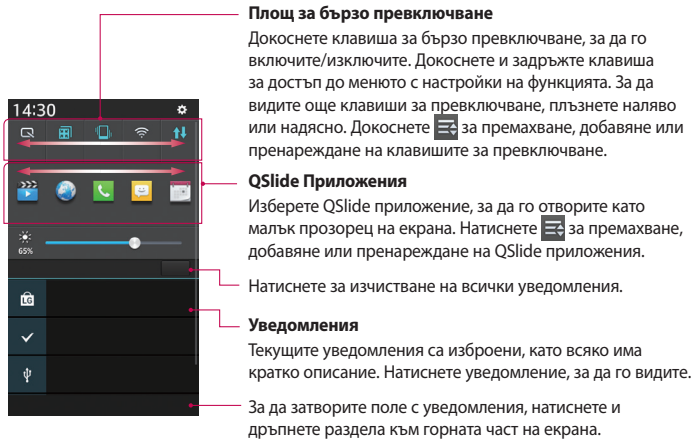 Площ за бързо превключване
Докоснете клавиша за бързо превключване, за да го
включите/изключите. Докоснете и задръжте клавиша
за достъп до менюто с настройки на функцията. За да
видите още клавиши за превключване, плъзнете наляво
или надясно. Докоснете за премахване, добавяне или
пренареждане на клавишите за превключване.
QSlide Приложения
Изберете QSlide приложение, за да го отворите като
малък прозорец на екрана. Натиснете за премахване,
добавяне или пренареждане на QSlide приложения.
Натиснете за изчистване на всички уведомления.
Уведомления
Текущите уведомления са изброени, като всяко има
кратко описание. Натиснете уведомление, за да го видите.
За да затворите поле с уведомления, натиснете и
дръпнете раздела към горната част на екрана.
14:30
65%
LG